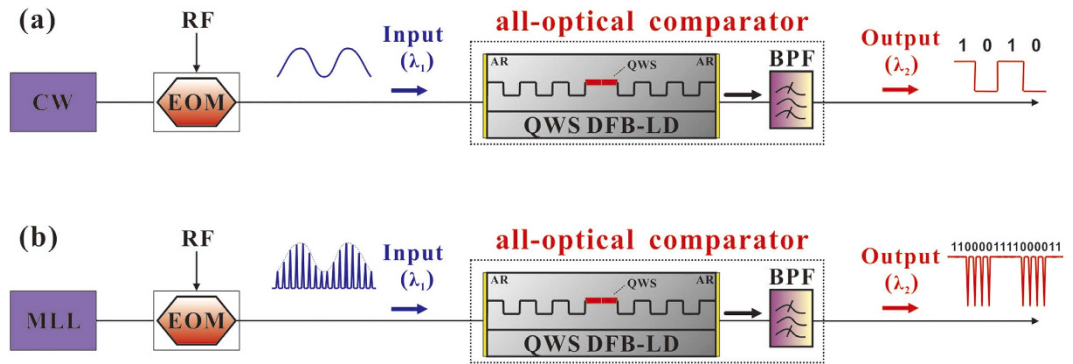 (a)
RF
CW
EOM
Input
(λ₁)
all-optical comparator
AR
QWS
AR
QWS DFB-LD
BPF
Output
(λ₂)
1 0 1 0
(b)
RF
MLL
EOM
Input
(λ₁)
all-optical comparator
AR
QWS
AR
QWS DFB-LD
BPF
Output
(λ₂)
1100001111000011